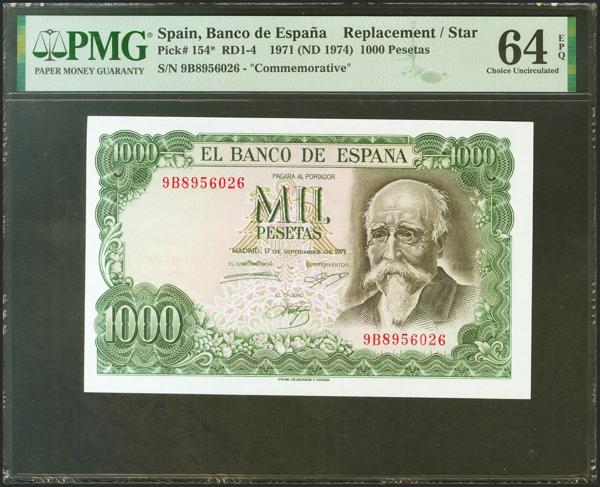 PMG®
PAPER MONEY GUARANTY
Spain, Banco de España Replacement / Star
Pick# 154* RD1-4 1971 (ND 1974) 1000 Pesetas
S/N 9B8956026 - "Commemorative"
64 EPQ
Choice Uncirculated
1000 EL BANCO DE ESPAÑA 1000
PAGARA AL PORTADOR
9B8956026
MIL
PESETAS
MADRID, 17 DE SEPTIEMBRE DE 1971
EL GOBERNADOR EL INTERVENTOR
EL CAJERO
1000
9B8956026